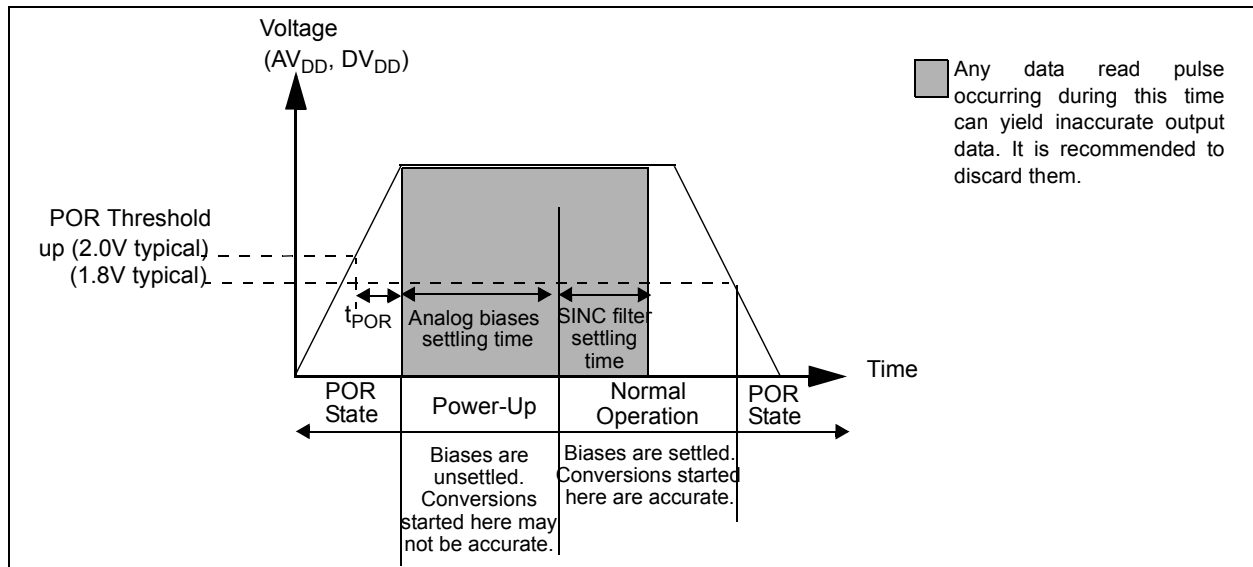 Voltage
(AVDD, DVDD)
Any data read pulse
occurring during this time
can yield inaccurate output
data. It is recommended to
discard them.
POR Threshold
up (2.0V typical)
(1.8V typical)
tPOR
Analog biases
settling time
SINC filter
settling
time
Time
POR
State
Power-Up
Normal
Operation
POR
State
Biases are
unsettled.
Conversions
started here may
not be accurate.
Biases are settled.
Conversions started
here are accurate.